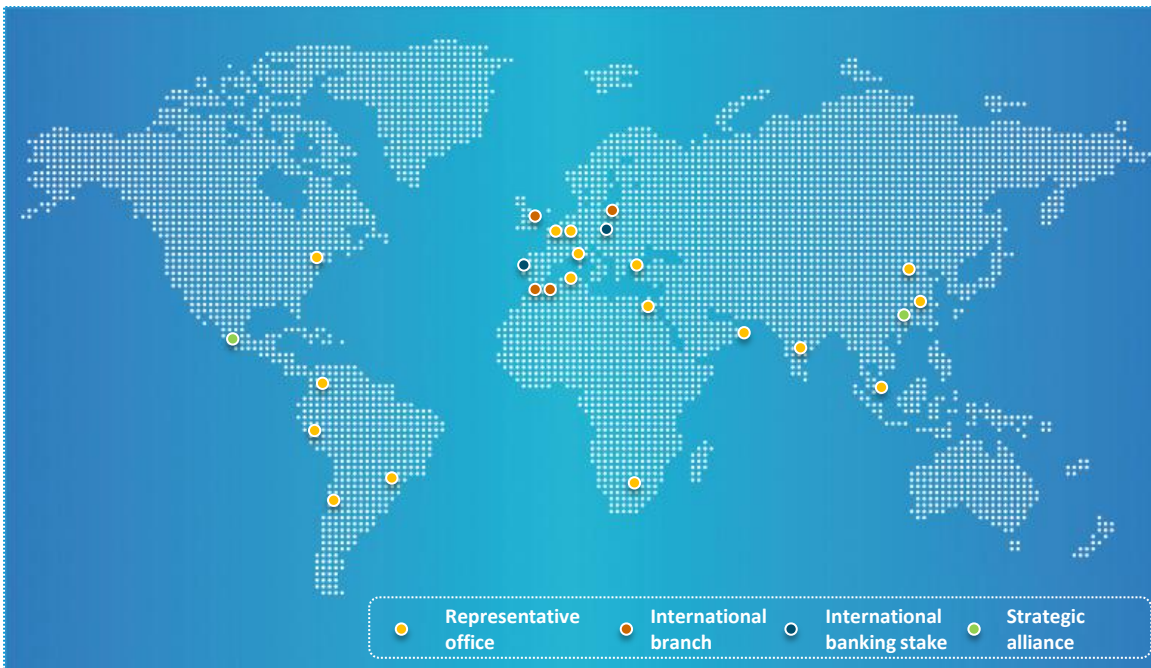 Representative
office
International
branch
International
banking stake
Strategic
alliance